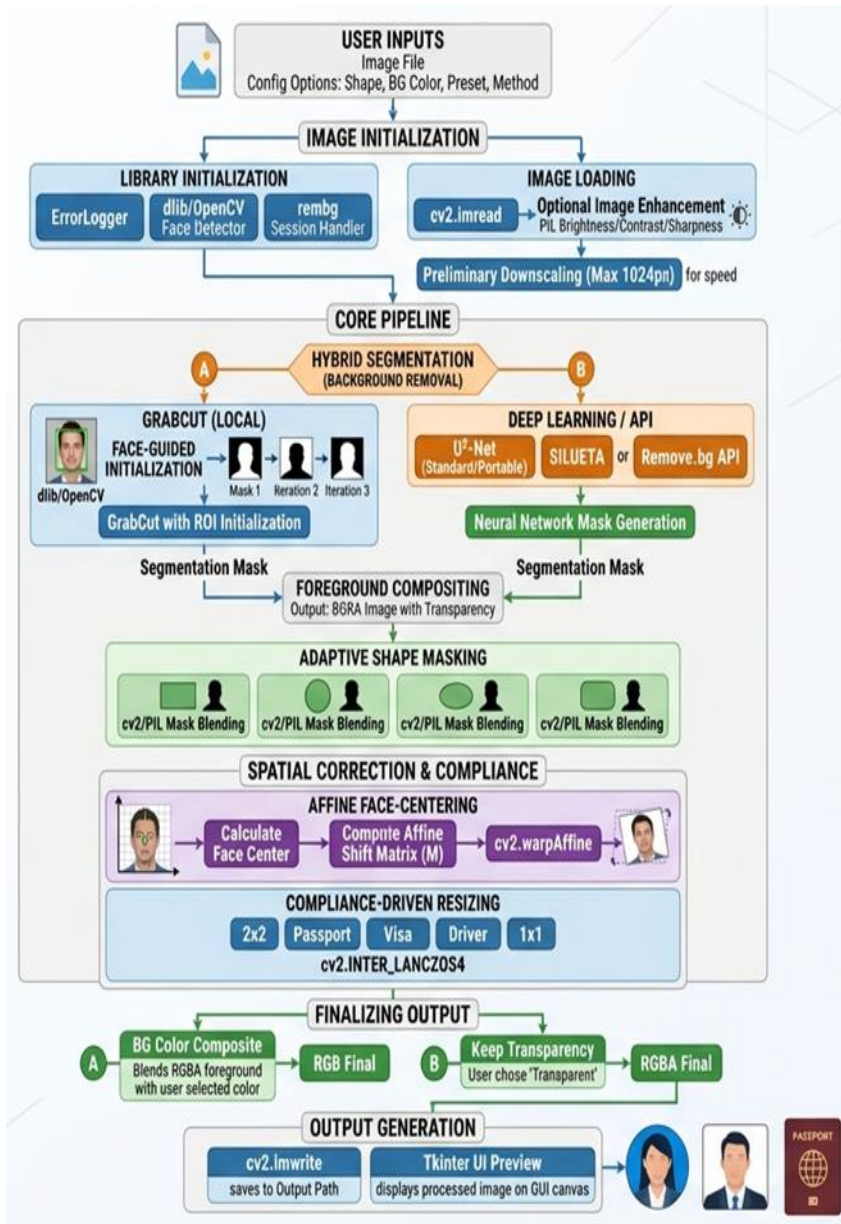 USER INPUTS
Image File
Config Options: Shape, BG Color, Preset, Method
IMAGE INITIALIZATION
LIBRARY INITIALIZATION
ErrorLogger
dlib/OpenCV
Face Detector
rembg
Session Handler
IMAGE LOADING
cv2.imread
Optional Image Enhancement
PIL Brightness/Contrast/Sharpness
Preliminary Downscaling (Max 1024pπ) for speed
CORE PIPELINE
A
HYBRID SEGMENTATION
(BACKGROUND REMOVAL)
B
GRABCUT (LOCAL)
FACE-GUIDED
INITIALIZATION
dlib/OpenCV
Mask 1
Reration 2
Iteration 3
GrabCut with ROI Initialization
DEEP LEARNING / API
U²-Net
(Standard/Portable)
SILUETA
or
Remove.bg API
Neural Network Mask Generation
Segmentation Mask
Segmentation Mask
FOREGROUND COMPOSITING
Output: 8GRA Image with Transparency
ADAPTIVE SHAPE MASKING
cv2/PIL Mask Blending
cv2/PIL Mask Blending
cv2/PIL Mask Blending
cv2/PIL Mask Blending
SPATIAL CORRECTION & COMPLIANCE
AFFINE FACE-CENTERING
Calculate
Face Center
Compute Affine
Shift Matrix (M)
cv2.warpAffine
COMPLIANCE-DRIVEN RESIZING
2x2
Passport
Visa
Driver
1x1
cv2.INTER_LANCZOS4
FINALIZING OUTPUT
A
BG Color Composite
Blends RGBA foreground
with user selected color
RGB Final
B
Keep Transparency
User chose 'Transparent'
RGBA Final
OUTPUT GENERATION
cv2.imwrite
saves to Output Path
Tkinter UI Preview
displays processed image on GUI canvas
PASSPORT